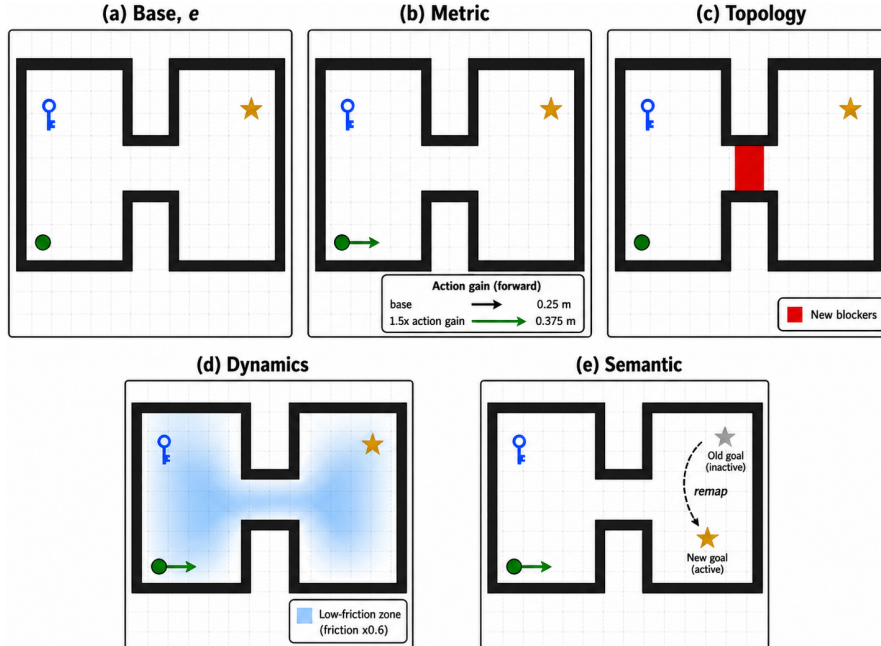 (a) Base, e
(b) Metric
(c) Topology
Action gain (forward)
base 0.25 m
1.5x action gain 0.375 m
New blockers
(d) Dynamics
(e) Semantic
Old goal
(inactive)
remap
New goal
(active)
Low-friction zone
(friction x0.6)